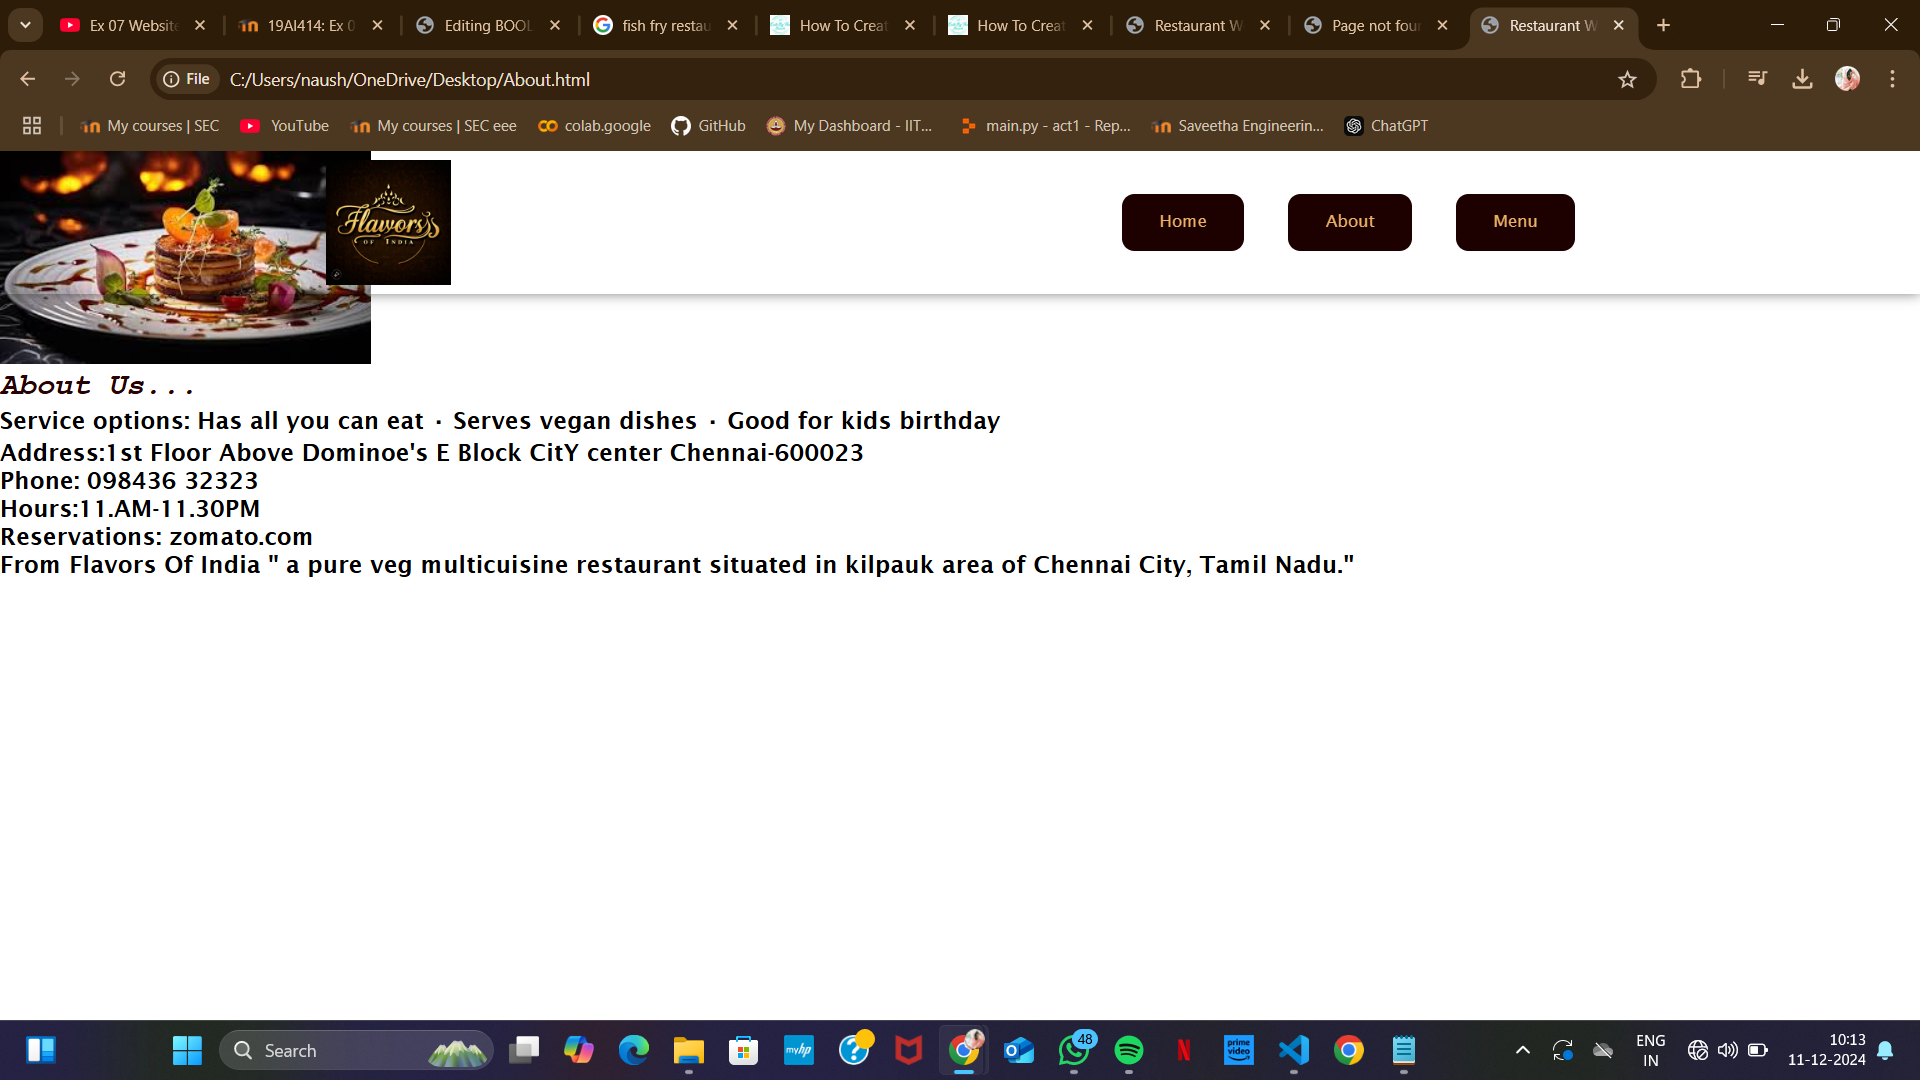 Ex 07 Website
19AI414: Ex 0
Editing BOOL
fish fry restau
How To Creat
How To Creat
Restaurant W
Page not four
Restaurant W
File
C:/Users/naush/OneDrive/Desktop/About.html
My courses | SEC
YouTube
My courses | SEC eee
colab.google
GitHub
My Dashboard - IIT...
main.py - act1 - Rep...
Saveetha Engineerin...
ChatGPT
Flavorss
OF INDIA
Home
About
Menu
About Us...
Service options: Has all you can eat · Serves vegan dishes · Good for kids birthday
Address:1st Floor Above Dominoe's E Block CitY center Chennai-600023
Phone: 098436 32323
Hours:11.AM-11.30PM
Reservations: zomato.com
From Flavors Of India " a pure veg multicuisine restaurant situated in kilpauk area of Chennai City, Tamil Nadu."
Search
myhp
48
N
prime
video
ENG
IN
10:13
11-12-2024